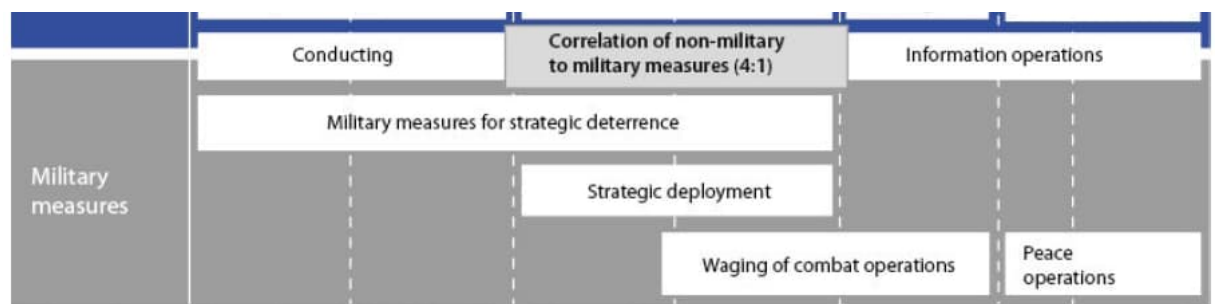 Conducting
Correlation of non-military
to military measures (4:1)
Information operations
Military measures for strategic deterrence
Military
measures
Strategic deployment
Waging of combat operations
Peace
operations